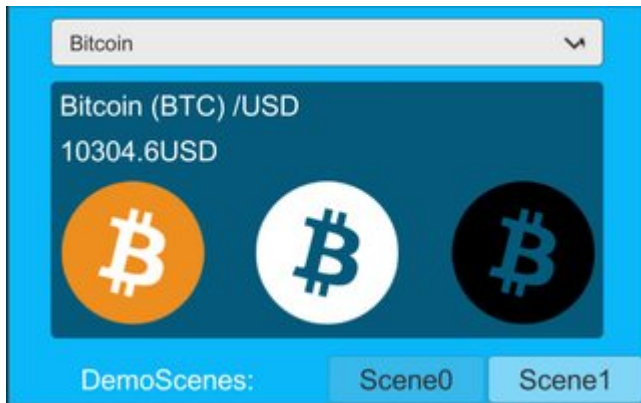 Bitcoin
Bitcoin (BTC) /USD
10304.6USD
DemoScenes: Scene0 Scene1